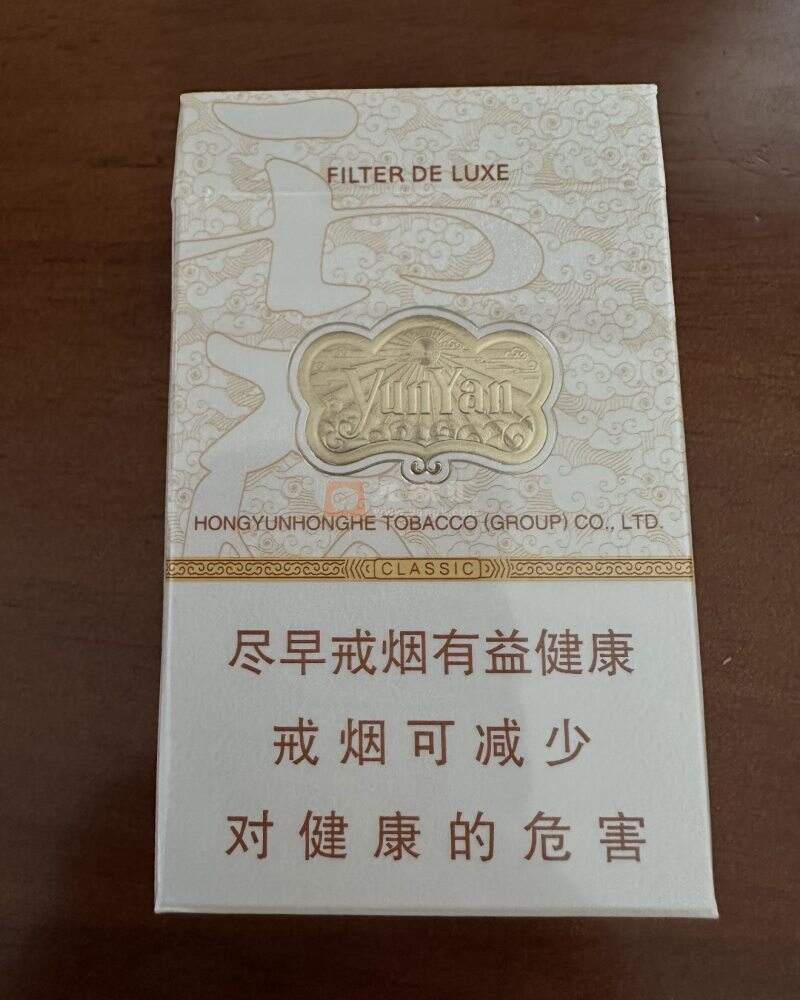 FILTER DE LUXE
YunYan
HONGYUNHONGHE TOBACCO (GROUP) CO., LTD.
CLASSIC
尽早戒烟有益健康
戒烟可减少
对健康的危害